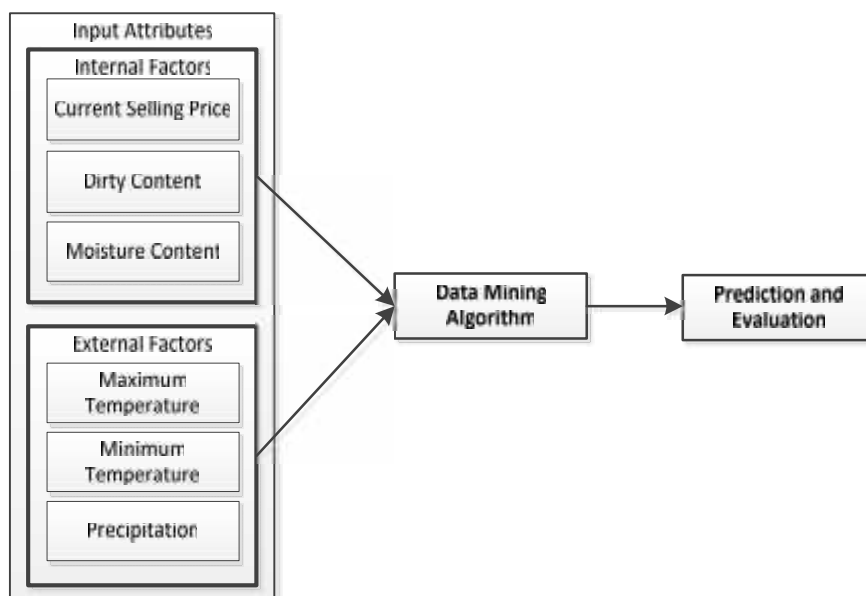 Input Attributes
Internal Factors
Current Selling Price
Dirty Content
Moisture Content
External Factors
Maximum
Temperature
Minimum
Temperature
Precipitation
Data Mining
Algorithm
Prediction and
Evaluation